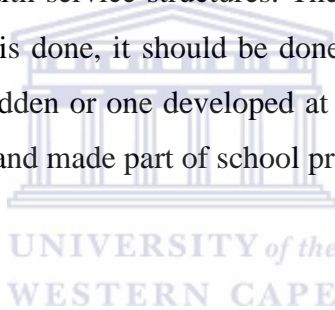 th service structures. The
is done, it should be done
dden or one developed at
and made part of school pr
UNIVERSITY of the
WESTERN CAPE